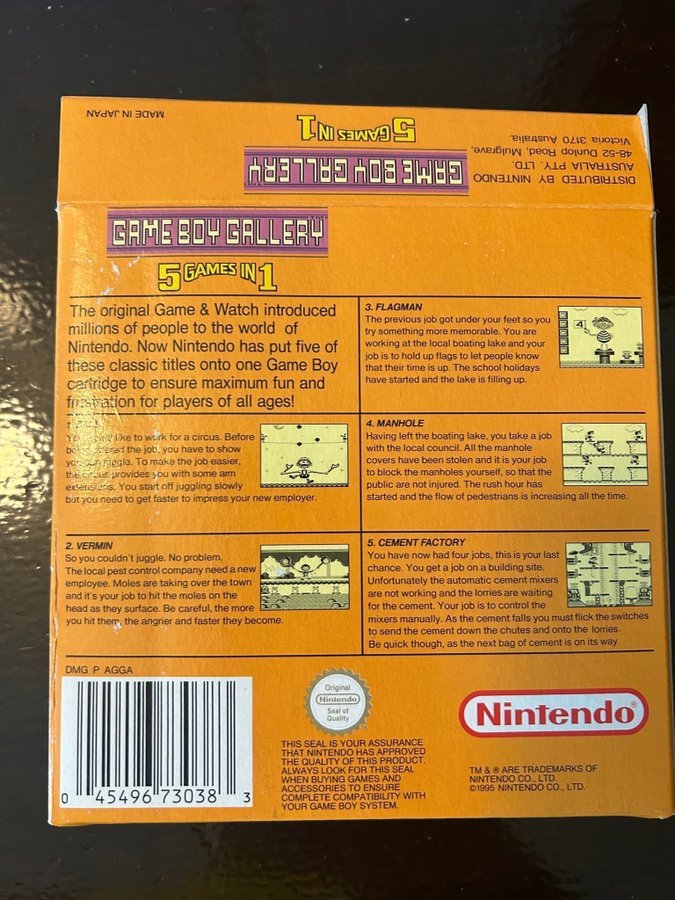 MADE IN JAPAN
5 GAMES IN 1
GAME BOY GALLERY
DISTRIBUTED BY NINTENDO
AUSTRALIA PTY. LTD.
48-52 Dunlop Road, Mulgrave,
Victoria 3170 Australia.
GAME BOY GALLERY
5 GAMES IN 1
The original Game & Watch introduced
millions of people to the world of
Nintendo. Now Nintendo has put five of
these classic titles onto one Game Boy
cartridge to ensure maximum fun and
frustration for players of all ages!
like to work for a circus. Before
the job, you have to show
you can juggle. To make the job easier,
the circus provides you with some arm
extensions. You start off juggling slowly
but you need to get faster to impress your new employer.
2. VERMIN
So you couldn't juggle. No problem.
The local pest control company need a new
employee. Moles are taking over the town
and it's your job to hit the moles on the
head as they surface. Be careful, the more
you hit them, the angrier and faster they become.
3. FLAGMAN
The previous job got under your feet so you
try something more memorable. You are
working at the local boating lake and your
job is to hold up flags to let people know
that their time is up. The school holidays
have started and the lake is filling up.
4
4. MANHOLE
Having left the boating lake, you take a job
with the local council. All the manhole
covers have been stolen and it is your job
to block the manholes yourself, so that the
public are not injured. The rush hour has
started and the flow of pedestrians is increasing all the time.
5. CEMENT FACTORY
You have now had four jobs, this is your last
chance. You get a job on a building site.
Unfortunately the automatic cement mixers
are not working and the lorries are waiting
for the cement. Your job is to control the
mixers manually. As the cement falls you must flick the switches
to send the cement down the chutes and onto the lorries.
Be quick though, as the next bag of cement is on its way
DMG P AGGA
0 45496 73038 3
Original
Nintendo
Seal of
Quality
THIS SEAL IS YOUR ASSURANCE
THAT NINTENDO HAS APPROVED
THE QUALITY OF THIS PRODUCT.
ALWAYS LOOK FOR THIS SEAL
WHEN BUYING GAMES AND
ACCESSORIES TO ENSURE
COMPLETE COMPATIBILITY WITH
YOUR GAME BOY SYSTEM.
Nintendo®
TM & ® ARE TRADEMARKS OF
NINTENDO CO., LTD.
©1995 NINTENDO CO., LTD.